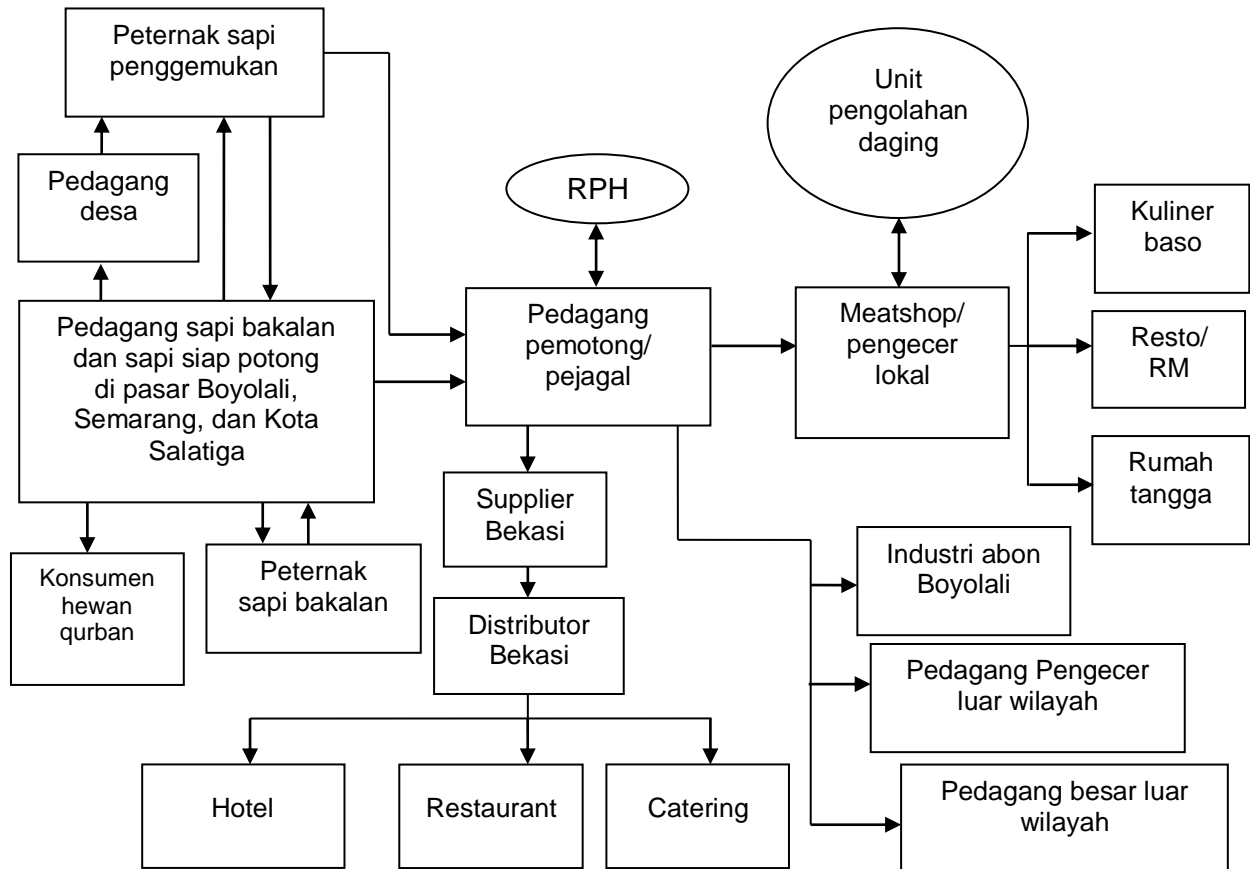 Peternak sapi
penggemukan
Unit
pengolahan
daging
Pedagang
desa
RPH
Kuliner
baso
Pedagang sapi bakalan
dan sapi siap potong
di pasar Boyolali,
Semarang, dan Kota
Salatiga
Pedagang
pemotong/
pejagal
Meatshop/
pengecer
lokal
Resto/
RM
Rumah
tangga
Supplier
Bekasi
Konsumen
hewan
qurban
Peternak
sapi bakalan
Industri abon
Boyolali
Distributor
Bekasi
Pedagang Pengecer
luar wilayah
Hotel
Restaurant
Catering
Pedagang besar luar
wilayah